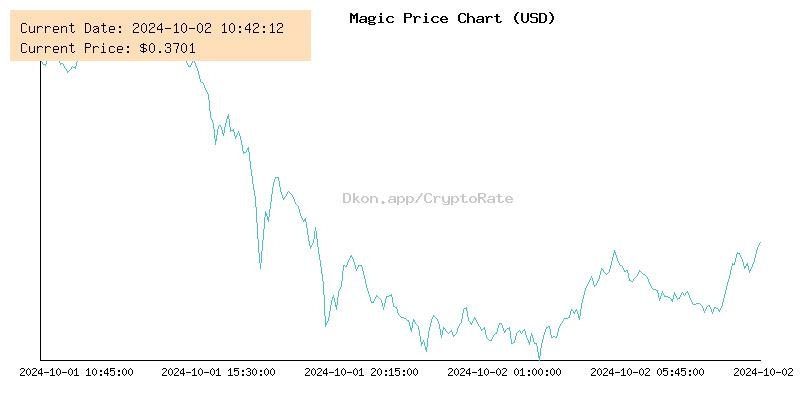 Magic Price Chart (USD)
Current Date: 2024-10-02 10:42:12
Current Price: $0.3701
Dkon.app/CryptoRate
2024-10-01 10:45:00 2024-10-01 15:30:00 2024-10-01 20:15:00 2024-10-02 01:00:00 2024-10-02 05:45:00 2024-10-02